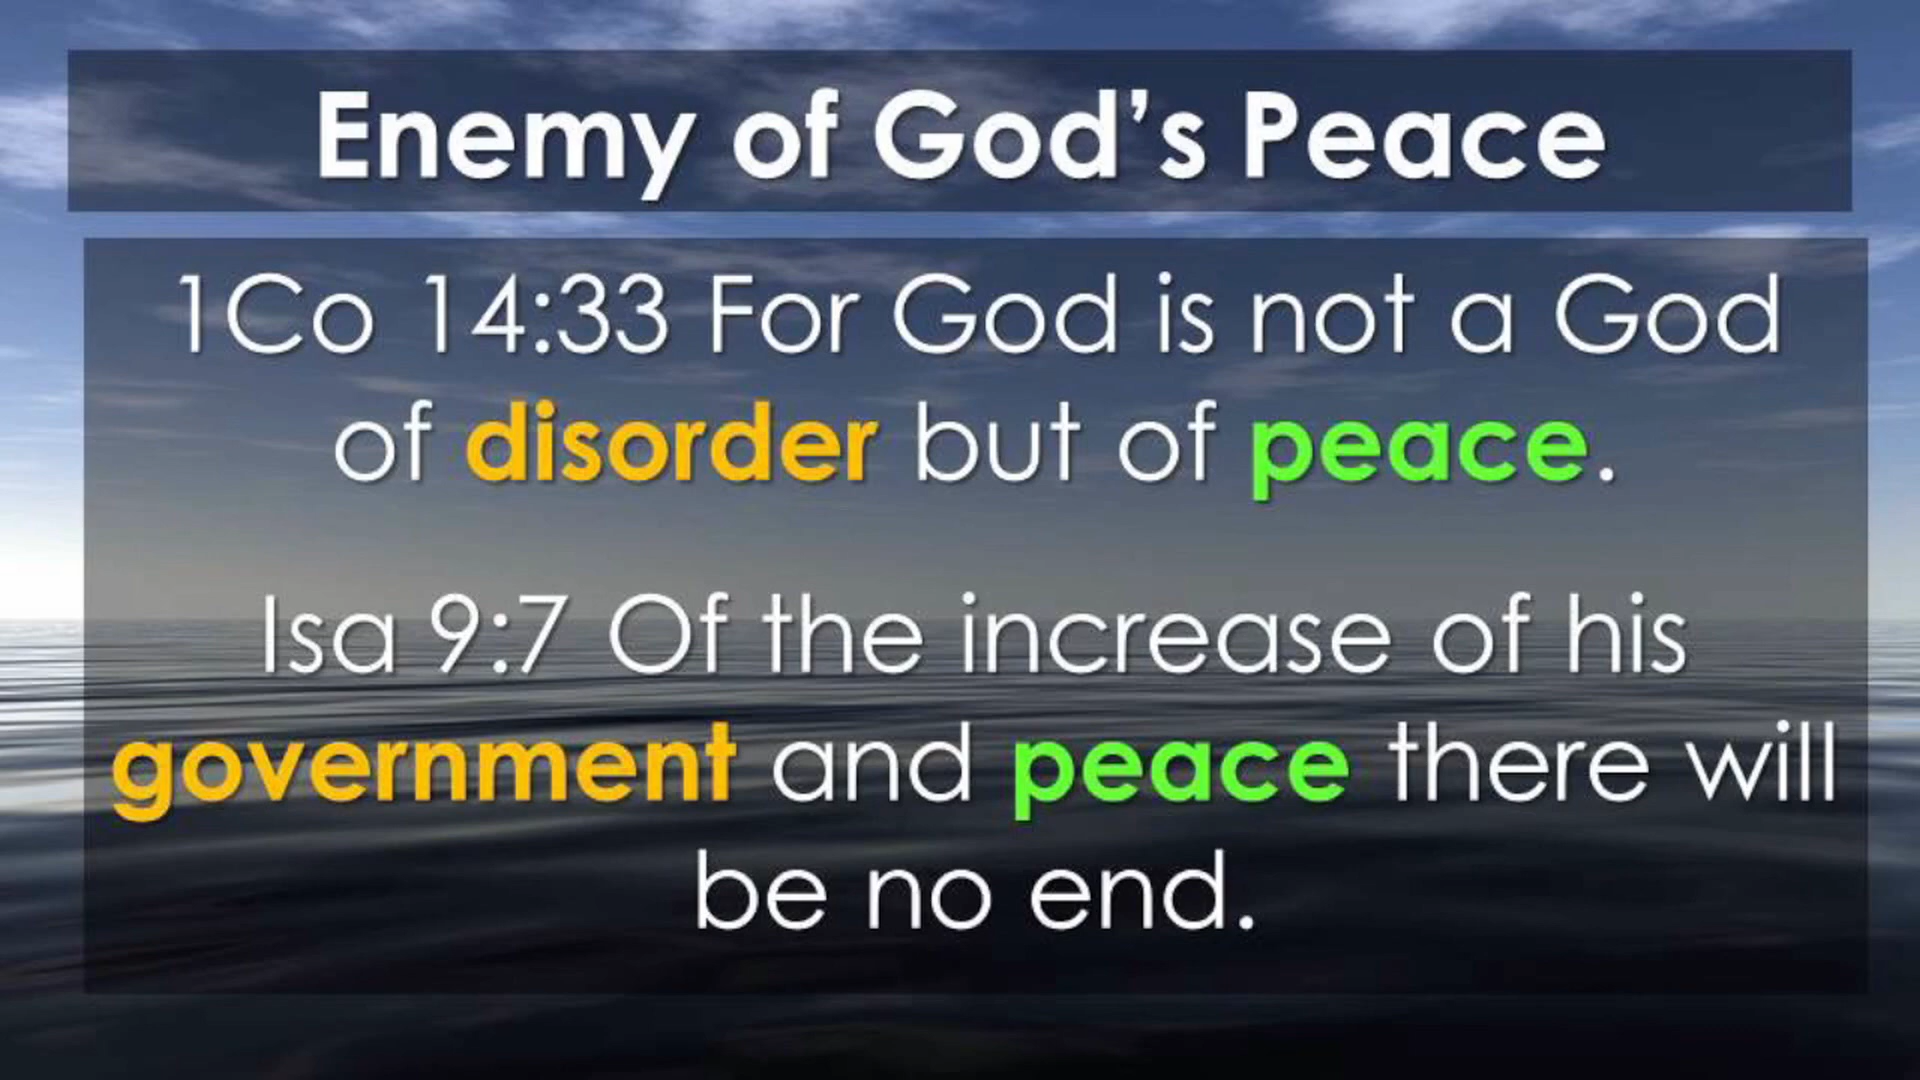 Enemy of God’s Peace
1Co 14:33 For God is not a God
of disorder but of peace.
Isa 9:7 Of the increase of his
government and peace there will
be no end.